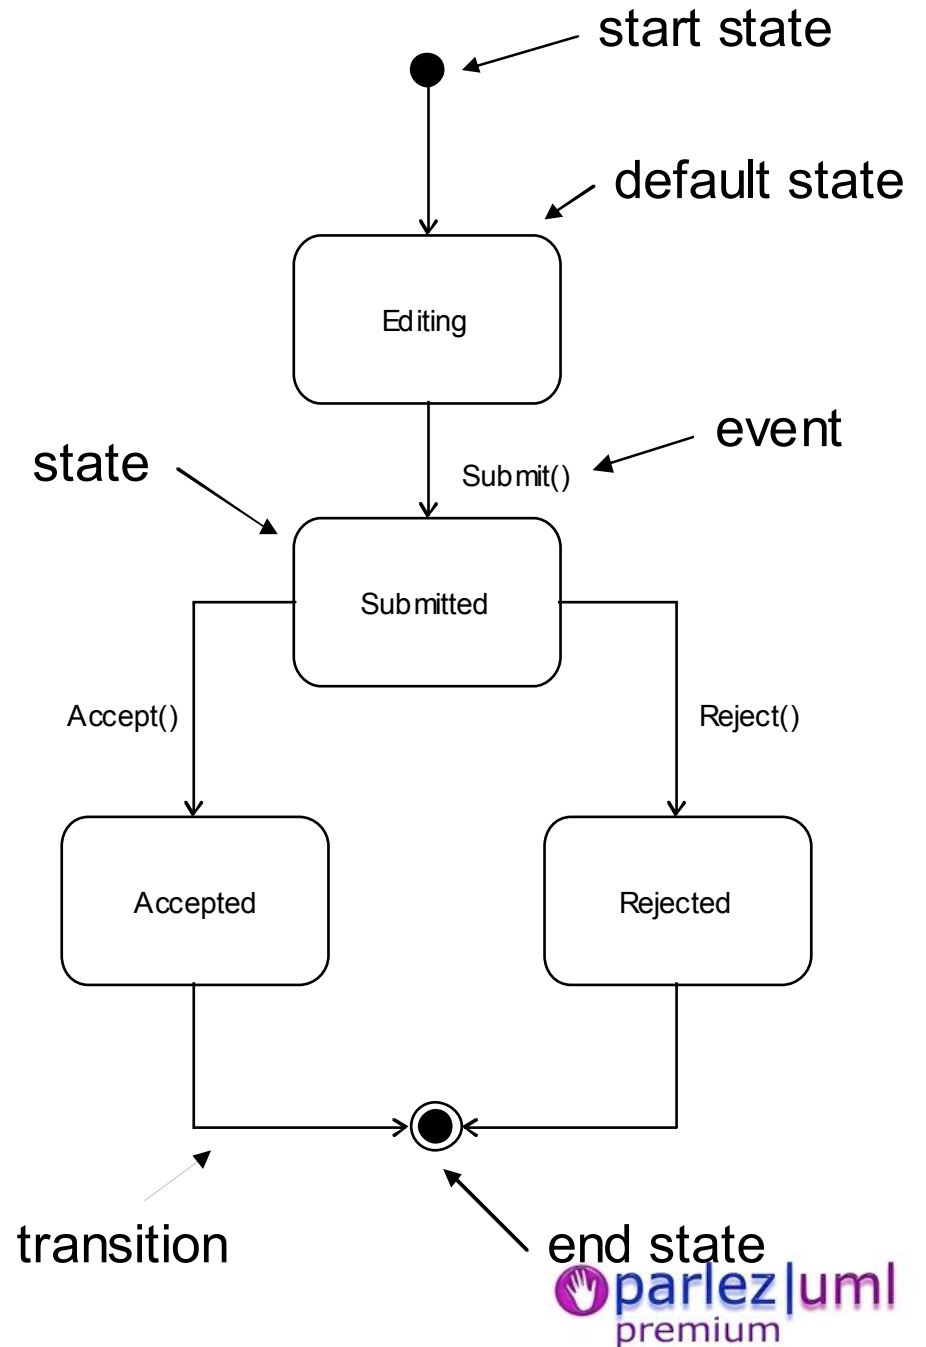 start state
default state
Editing
event
state
Submit()
Submitted
Accept()
Reject()
Accepted
Rejected
transition
end state
parlez|uml
premium